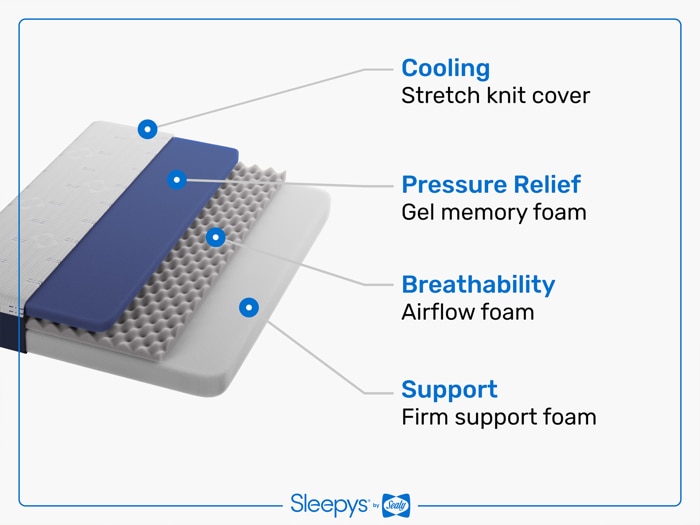 Cooling
Stretch knit cover
Pressure Relief
Gel memory foam
Breathability
Airflow foam
Support
Firm support foam
Sleepys® by Sealy